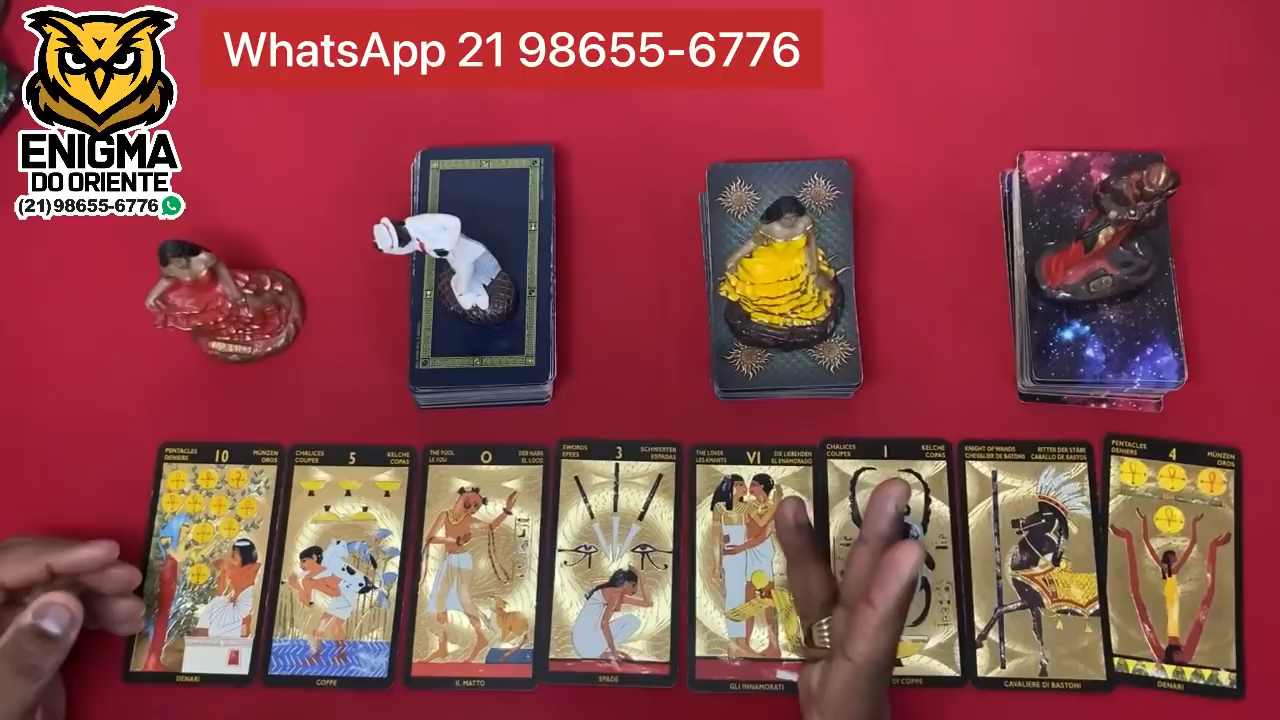 WhatsApp 21 98655-6776
ENIGMA
DO ORIENTE
(21)98655-6776
PENTACLES
DENIERS
10
MÜNZEN
OROS
DENARI
CHALICES
COUPES
5
KELCHE
COPAS
COPPE
THE FOOL
LE FOU
0
DER NARR
EL LOCO
IL MATTO
SWORDS
EPEES
3
SCHWERTER
ESPADAS
SPADE
THE LOVER
LES AMANTS
VI
DIE LIEBENDEN
EL ENAMORADO
GLI INNAMORATI
CHALICES
COUPES
1
KELCHE
COPAS
DI COPPE
KNIGHT OF WANDS
CHEVALIER DE BATONS
RITTER DER STÄBE
CABALLO DE BASTOS
CAVALIERE DI BASTONI
PENTACLES
DENIERS
4
MÜNZEN
OROS
DENARI